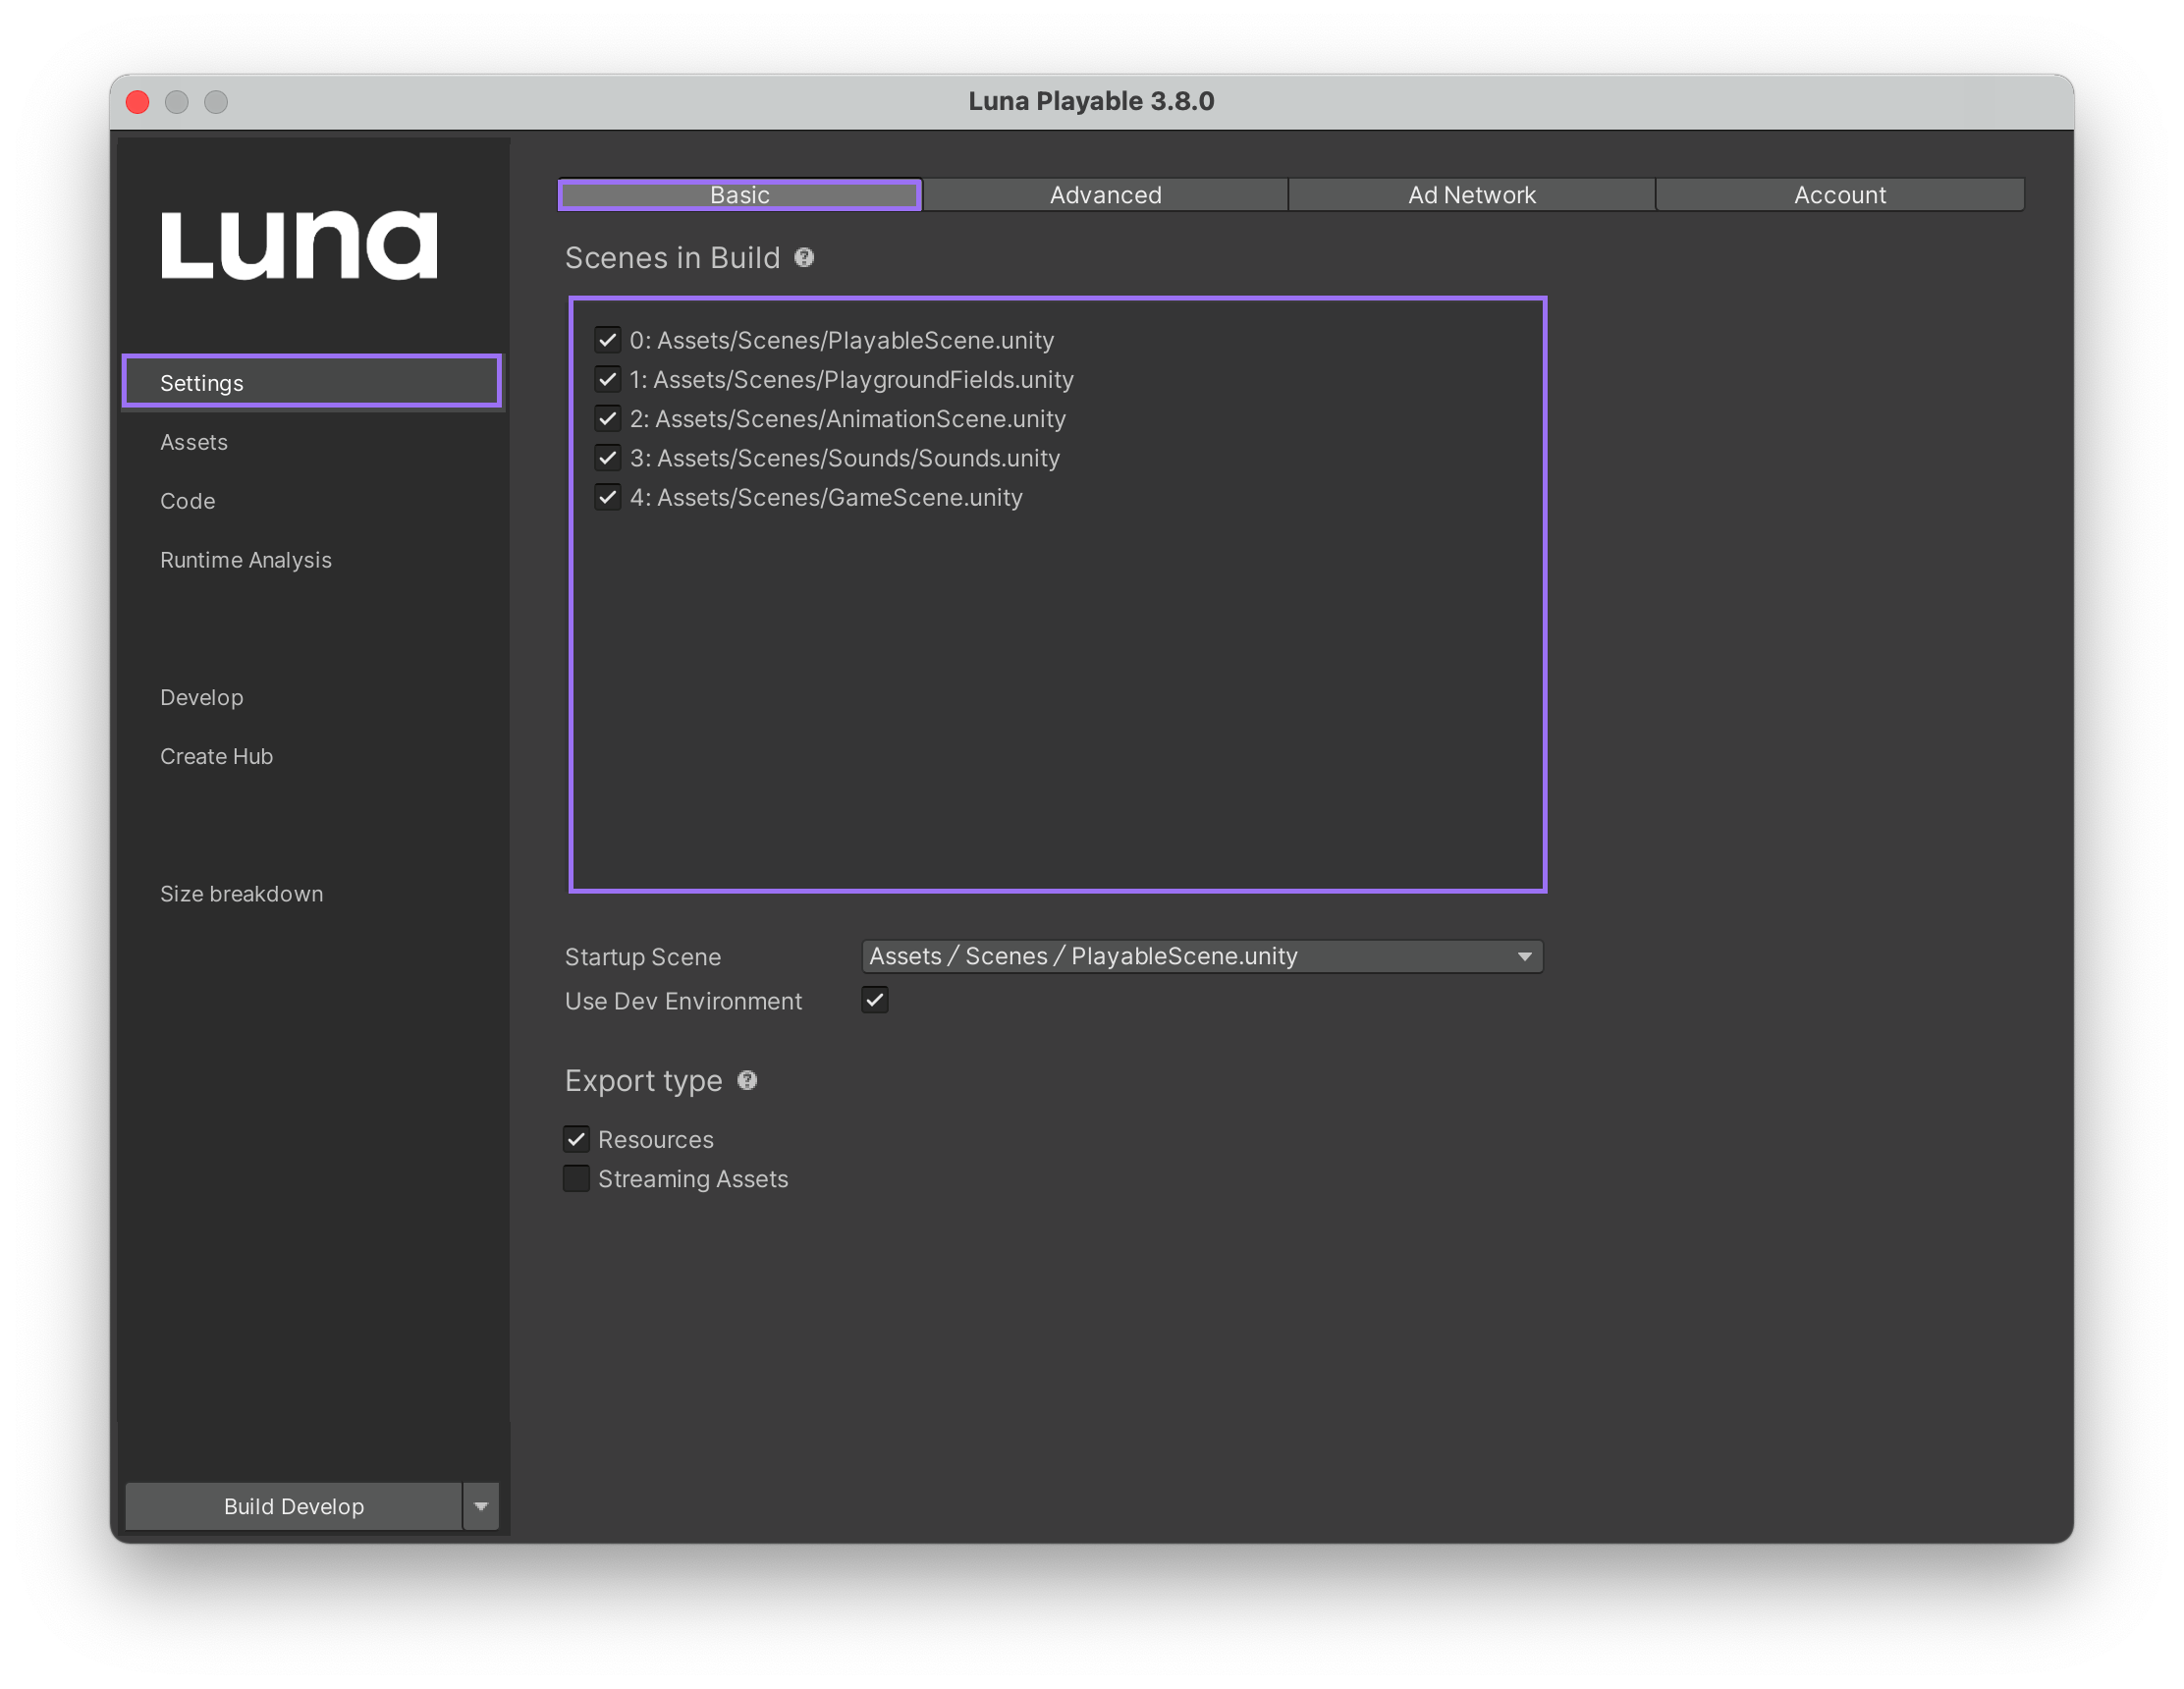 Luna Playable 3.8.0
Luna
Settings
Assets
Code
Runtime Analysis
Develop
Create Hub
Size breakdown
Build Develop
Basic
Advanced
Ad Network
Account
Scenes in Build ?
0: Assets/Scenes/PlayableScene.unity
1: Assets/Scenes/PlaygroundFields.unity
2: Assets/Scenes/AnimationScene.unity
3: Assets/Scenes/Sounds/Sounds.unity
4: Assets/Scenes/GameScene.unity
Startup Scene
Assets / Scenes / PlayableScene.unity
Use Dev Environment
Export type ?
Resources
Streaming Assets